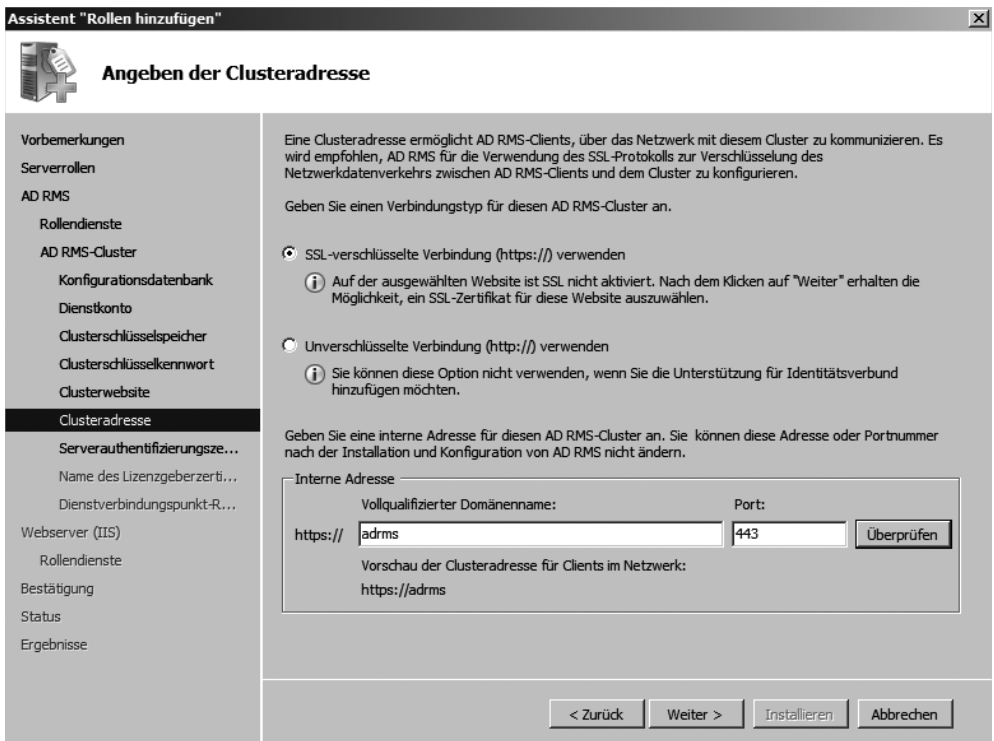 Assistent "Rollen hinzufügen"
Angeben der Clusteradresse
Vorbemerkungen
Serverrollen
AD RMS
Rollendienste
AD RMS-Cluster
Konfigurationsdatenbank
Dienstkonto
Clusterschlüsselspeicher
Clusterschlüsselkennwort
Clusterwebsite
Clusteradresse
Serverauthentifizierungsze...
Name des Lizenzgeberzerti...
Dienstverbindungspunkt-R...
Webserver (IIS)
Rollendienste
Bestätigung
Status
Ergebnisse
Eine Clusteradresse ermöglicht AD RMS-Clients, über das Netzwerk mit diesem Cluster zu kommunizieren. Es
wird empfohlen, AD RMS für die Verwendung des SSL-Protokolls zur Verschlüsselung des
Netzwerkdatenverkehrs zwischen AD RMS-Clients und dem Cluster zu konfigurieren.
Geben Sie einen Verbindungstyp für diesen AD RMS-Cluster an.
SSL-verschlüsselte Verbindung (https://) verwenden
Auf der ausgewählten Website ist SSL nicht aktiviert. Nach dem Klicken auf "Weiter" erhalten die
Möglichkeit, ein SSL-Zertifikat für diese Website auszuwählen.
Unverschlüsselte Verbindung (http://) verwenden
Sie können diese Option nicht verwenden, wenn Sie die Unterstützung für Identitätsverbund
hinzufügen möchten.
Geben Sie eine interne Adresse für diesen AD RMS-Cluster an. Sie können diese Adresse oder Portnummer
nach der Installation und Konfiguration von AD RMS nicht ändern.
Interne Adresse
Vollqualifizierter Domänenname: Port:
https:// adrms 443 Überprüfen
Vorschau der Clusteradresse für Clients im Netzwerk:
https://adrms
< Zurück Weiter > Installieren Abbrechen